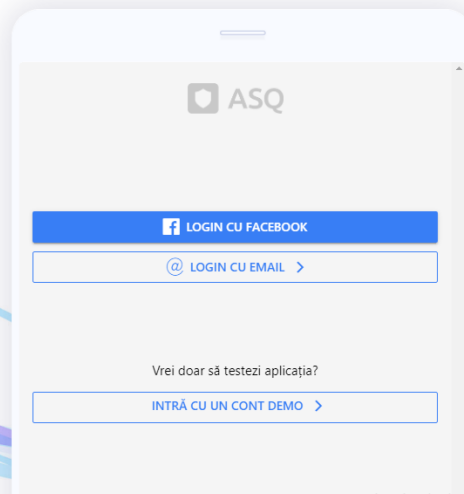 ASQ
LOGIN CU FACEBOOK
@ LOGIN CU EMAIL
Vrei doar să testezi aplicația?
INTRĂ CU UN CONT DEMO